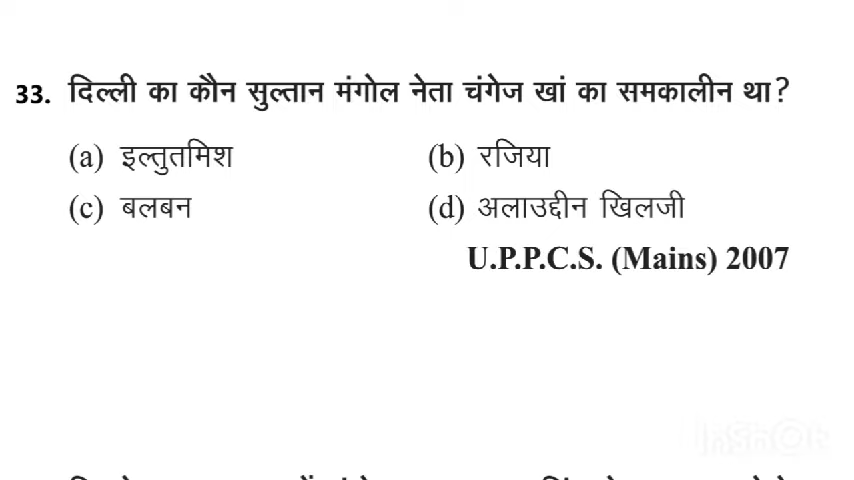 33. दिल्ली का कौन सुल्तान मंगोल नेता चंगेज खां का समकालीन था?
(a) इल्तुतमिश (b) रजिया
(c) बलबन (d) अलाउद्दीन खिलजी
U.P.P.C.S. (Mains) 2007